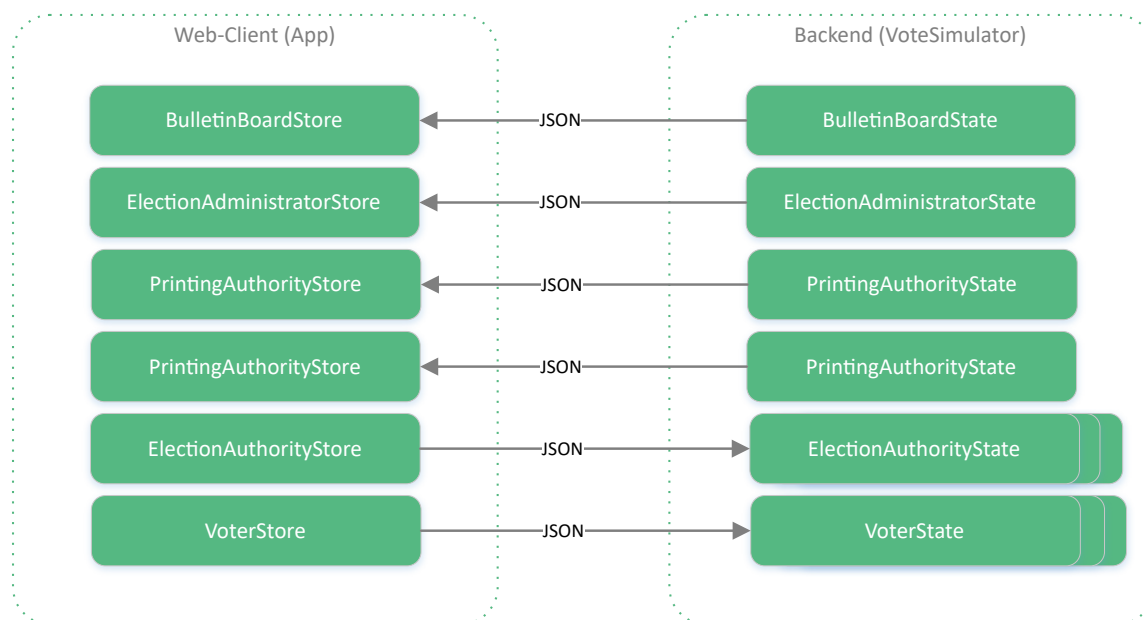 Web-Client (App)
Backend (VoteSimulator)
BulletinBoardStore
JSON
BulletinBoardState
ElectionAdministratorStore
JSON
ElectionAdministratorState
PrintingAuthorityStore
JSON
PrintingAuthorityState
PrintingAuthorityStore
JSON
PrintingAuthorityState
ElectionAuthorityStore
JSON
ElectionAuthorityState
VoterStore
JSON
VoterState